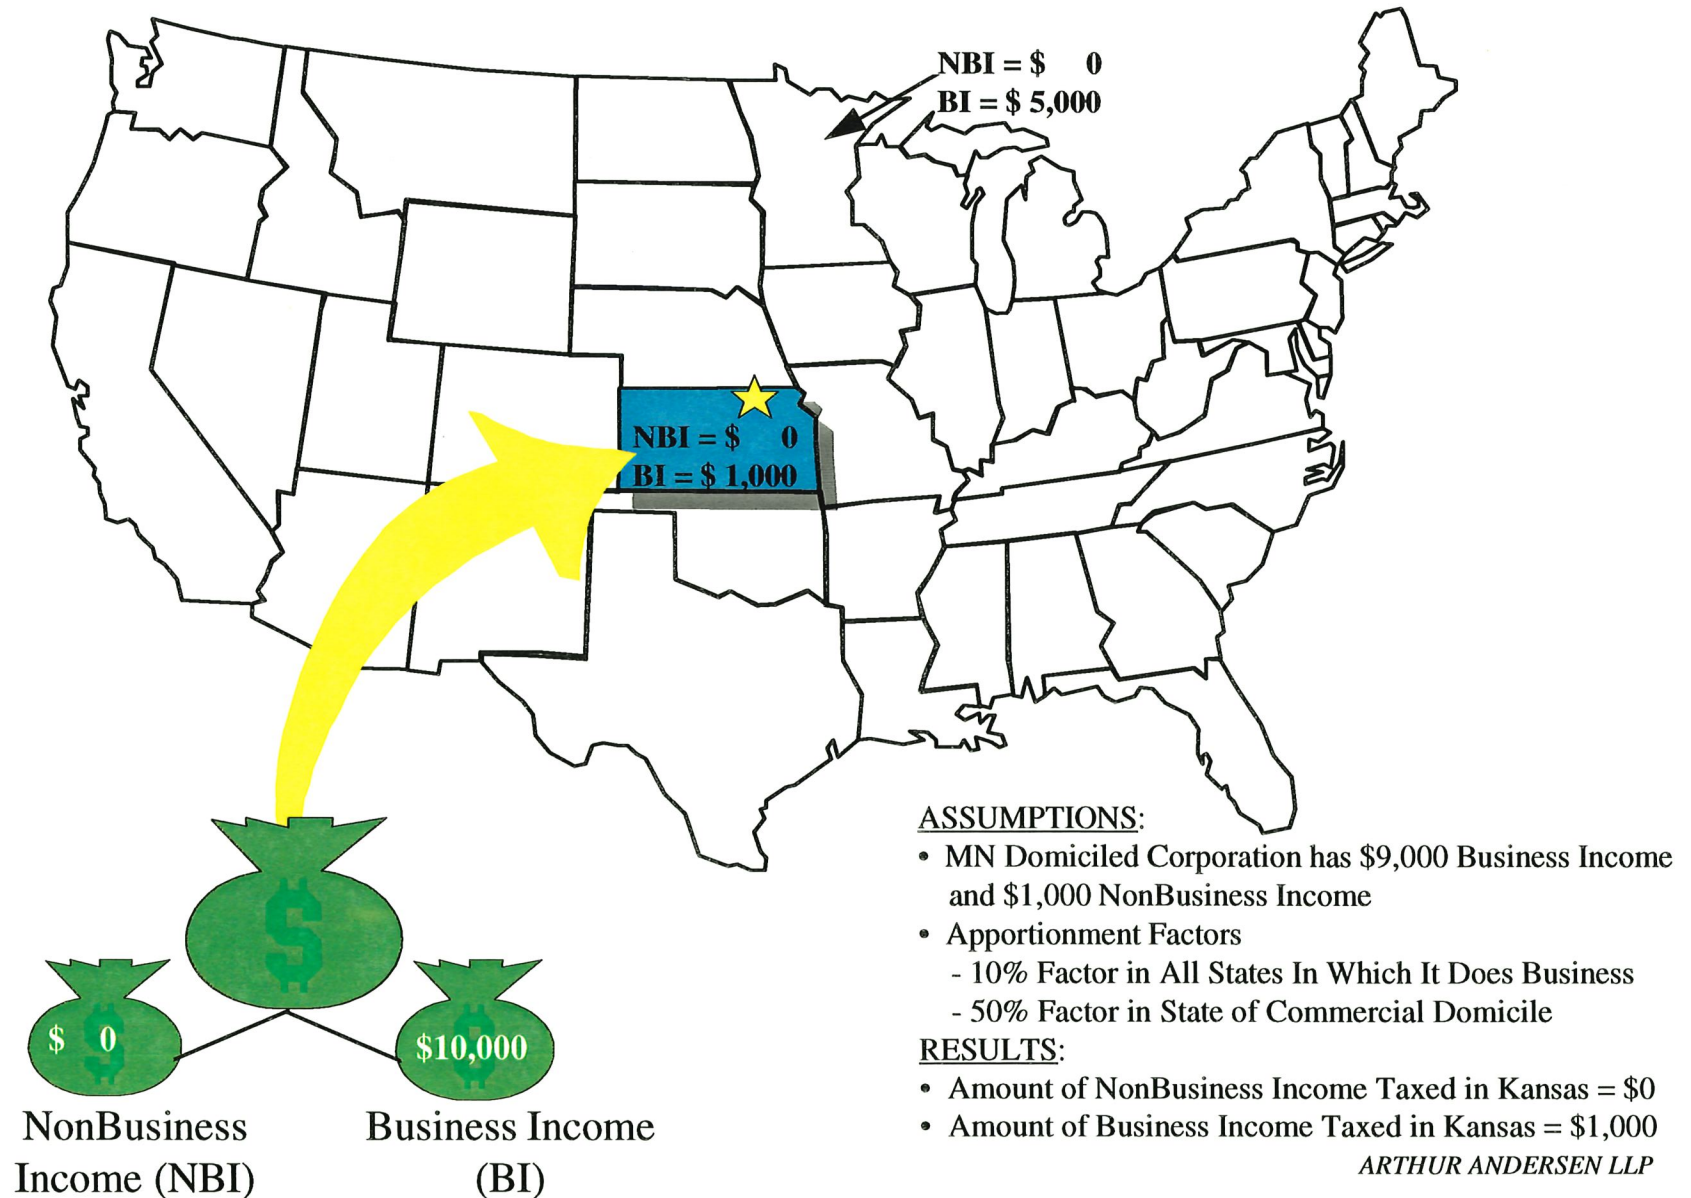 NBI = $ 0
BI = $ 5,000
NBI = $ 0
BI = $ 1,000
$ 0
$10,000
NonBusiness
Income (NBI)
Business Income
(BI)
ASSUMPTIONS:
• MN Domiciled Corporation has $9,000 Business Income
and $1,000 NonBusiness Income
• Apportionment Factors
- 10% Factor in All States In Which It Does Business
- 50% Factor in State of Commercial Domicile
RESULTS:
• Amount of NonBusiness Income Taxed in Kansas = $0
• Amount of Business Income Taxed in Kansas = $1,000
ARTHUR ANDERSEN LLP